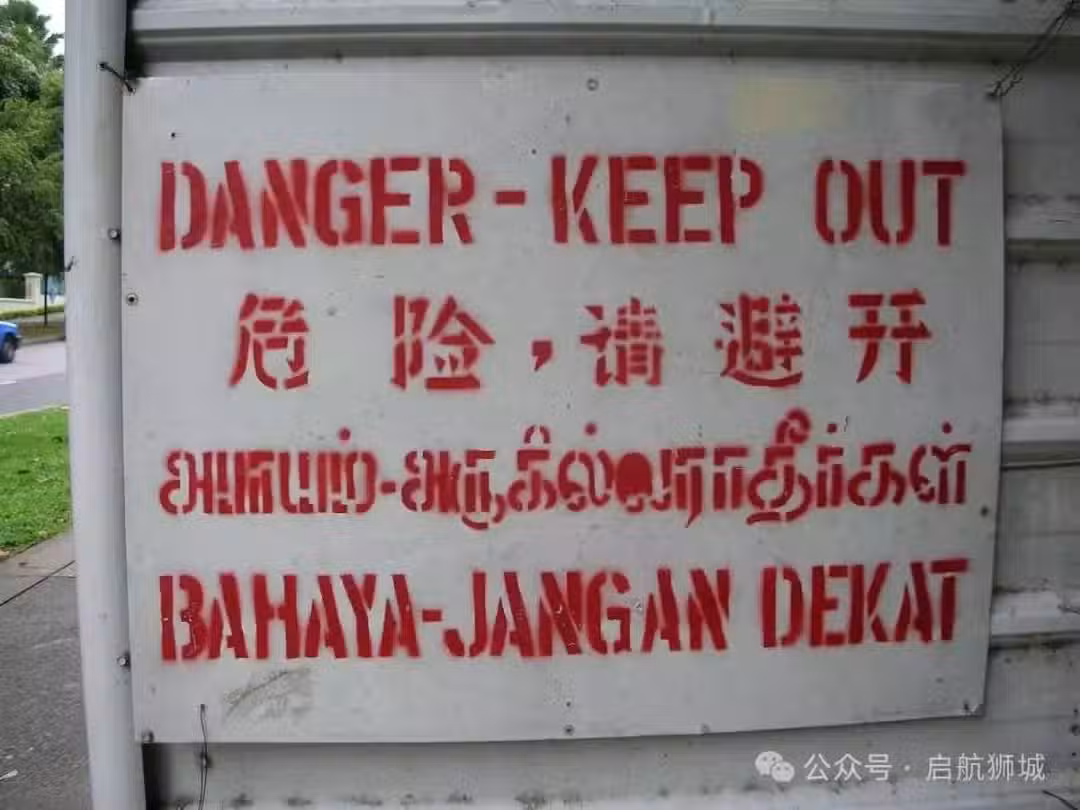 DANGER - KEEP OUT
危险，请避开
அபாயம்-அருகில்வராதீர்கள்
BAHAYA-JANGAN DEKAT
公众号 · 启航狮城